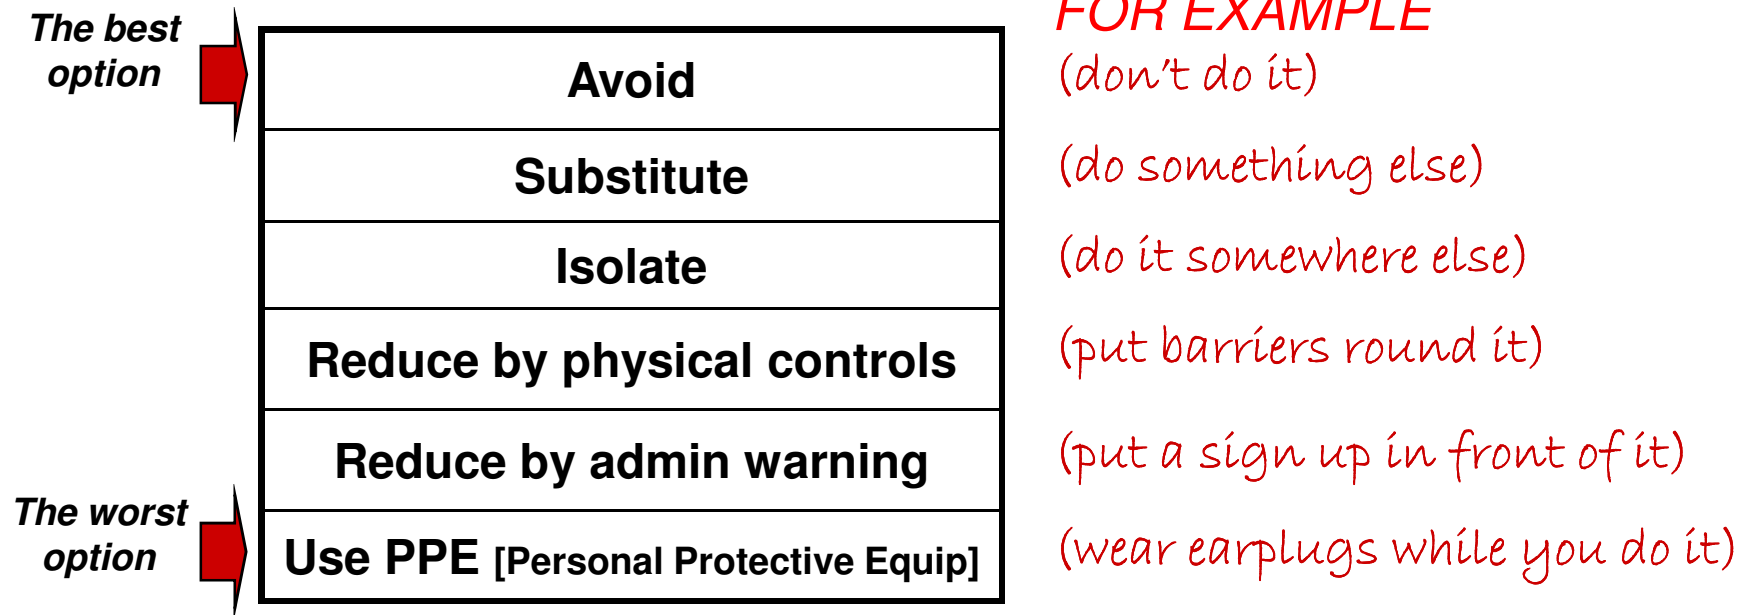 FOR EXAMPLE
The best
option
Avoid
(don't do it)
Substitute
(do something else)
Isolate
(do it somewhere else)
Reduce by physical controls
(put barriers round it)
Reduce by admin warning
(put a sign up in front of it)
The worst
option
Use PPE [Personal Protective Equip]
(wear earplugs while you do it)